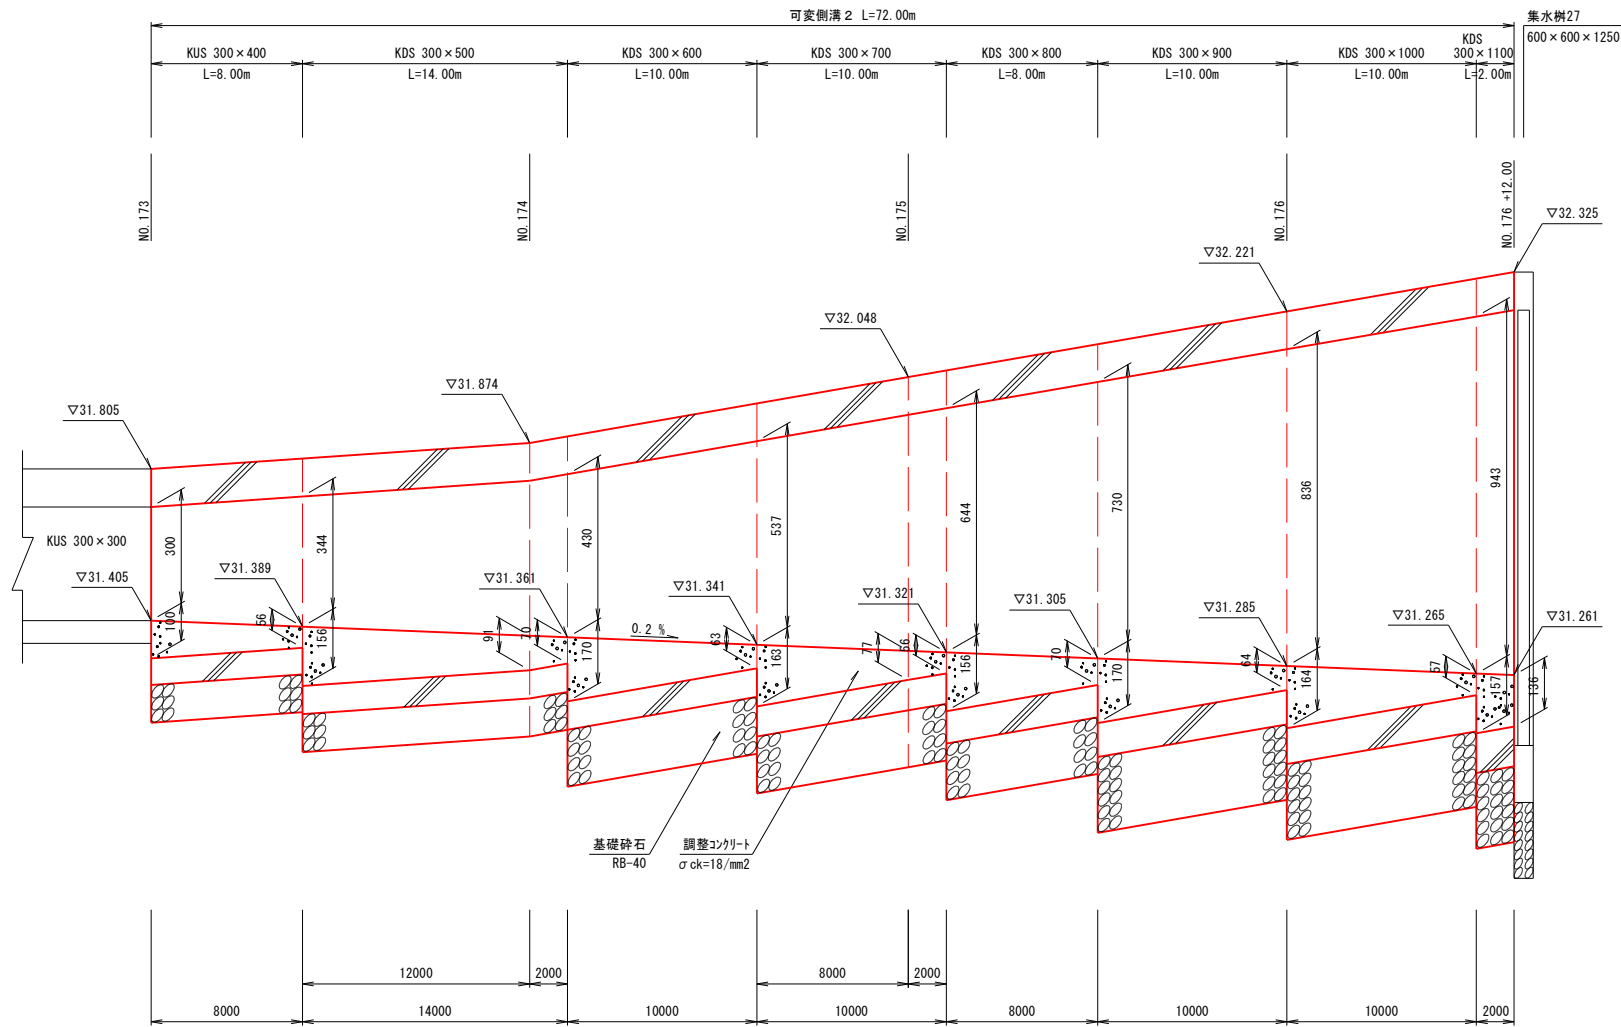 可変側溝２ L=72.00m
集水桝27
600×600×1250
KUS 300×400
L=8.00m
KDS 300×500
L=14.00m
KDS 300×600
L=10.00m
KDS 300×700
L=10.00m
KDS 300×800
L=8.00m
KDS 300×900
L=10.00m
KDS 300×1000
L=10.00m
KDS
300×1100
L=2.00m
NO.173
NO.174
NO.175
NO.176
NO.176 +12.00
▽32.325
▽32.221
▽32.048
▽31.874
▽31.805
KUS 300×300
▽31.405
▽31.389
▽31.361
▽31.341
▽31.321
▽31.305
▽31.285
▽31.265
▽31.261
300
344
430
537
644
730
836
943
100
56
156
91
70
170
0.2 %
63
163
77
56
156
70
170
64
164
57
157
136
基礎砕石
RB-40
調整コンクリート
σck=18/mm2
12000
2000
8000
2000
8000
14000
10000
10000
8000
10000
10000
2000